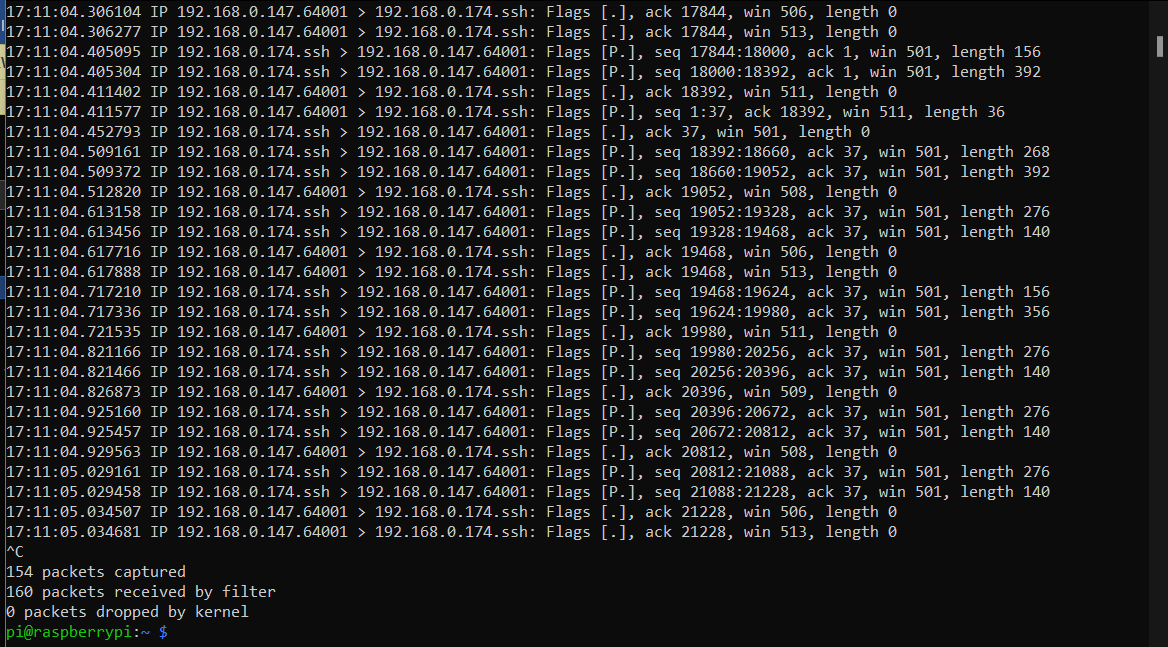 17:11:04.306104 IP 192.168.0.147.64001 > 192.168.0.174.ssh: Flags [.], ack 17844, win 506, length 0
17:11:04.306277 IP 192.168.0.147.64001 > 192.168.0.174.ssh: Flags [.], ack 17844, win 513, length 0
17:11:04.405095 IP 192.168.0.174.ssh > 192.168.0.147.64001: Flags [P.], seq 17844:18000, ack 1, win 501, length 156
17:11:04.405304 IP 192.168.0.174.ssh > 192.168.0.147.64001: Flags [P.], seq 18000:18392, ack 1, win 501, length 392
17:11:04.411402 IP 192.168.0.147.64001 > 192.168.0.174.ssh: Flags [.], ack 18392, win 511, length 0
17:11:04.411577 IP 192.168.0.147.64001 > 192.168.0.174.ssh: Flags [P.], seq 1:37, ack 18392, win 511, length 36
17:11:04.452793 IP 192.168.0.174.ssh > 192.168.0.147.64001: Flags [.], ack 37, win 501, length 0
17:11:04.509161 IP 192.168.0.174.ssh > 192.168.0.147.64001: Flags [P.], seq 18392:18660, ack 37, win 501, length 268
17:11:04.509372 IP 192.168.0.174.ssh > 192.168.0.147.64001: Flags [P.], seq 18660:19052, ack 37, win 501, length 392
17:11:04.512820 IP 192.168.0.147.64001 > 192.168.0.174.ssh: Flags [.], ack 19052, win 508, length 0
17:11:04.613158 IP 192.168.0.174.ssh > 192.168.0.147.64001: Flags [P.], seq 19052:19328, ack 37, win 501, length 276
17:11:04.613456 IP 192.168.0.174.ssh > 192.168.0.147.64001: Flags [P.], seq 19328:19468, ack 37, win 501, length 140
17:11:04.617716 IP 192.168.0.147.64001 > 192.168.0.174.ssh: Flags [.], ack 19468, win 506, length 0
17:11:04.617888 IP 192.168.0.147.64001 > 192.168.0.174.ssh: Flags [.], ack 19468, win 513, length 0
17:11:04.717210 IP 192.168.0.174.ssh > 192.168.0.147.64001: Flags [P.], seq 19468:19624, ack 37, win 501, length 156
17:11:04.717336 IP 192.168.0.174.ssh > 192.168.0.147.64001: Flags [P.], seq 19624:19980, ack 37, win 501, length 356
17:11:04.721535 IP 192.168.0.147.64001 > 192.168.0.174.ssh: Flags [.], ack 19980, win 511, length 0
17:11:04.821166 IP 192.168.0.174.ssh > 192.168.0.147.64001: Flags [P.], seq 19980:20256, ack 37, win 501, length 276
17:11:04.821466 IP 192.168.0.174.ssh > 192.168.0.147.64001: Flags [P.], seq 20256:20396, ack 37, win 501, length 140
17:11:04.826873 IP 192.168.0.147.64001 > 192.168.0.174.ssh: Flags [.], ack 20396, win 509, length 0
17:11:04.925160 IP 192.168.0.174.ssh > 192.168.0.147.64001: Flags [P.], seq 20396:20672, ack 37, win 501, length 276
17:11:04.925457 IP 192.168.0.174.ssh > 192.168.0.147.64001: Flags [P.], seq 20672:20812, ack 37, win 501, length 140
17:11:04.929563 IP 192.168.0.147.64001 > 192.168.0.174.ssh: Flags [.], ack 20812, win 508, length 0
17:11:05.029161 IP 192.168.0.174.ssh > 192.168.0.147.64001: Flags [P.], seq 20812:21088, ack 37, win 501, length 276
17:11:05.029458 IP 192.168.0.174.ssh > 192.168.0.147.64001: Flags [P.], seq 21088:21228, ack 37, win 501, length 140
17:11:05.034507 IP 192.168.0.147.64001 > 192.168.0.174.ssh: Flags [.], ack 21228, win 506, length 0
17:11:05.034681 IP 192.168.0.147.64001 > 192.168.0.174.ssh: Flags [.], ack 21228, win 513, length 0
^C
154 packets captured
160 packets received by filter
0 packets dropped by kernel
pi@raspberrypi:~ $